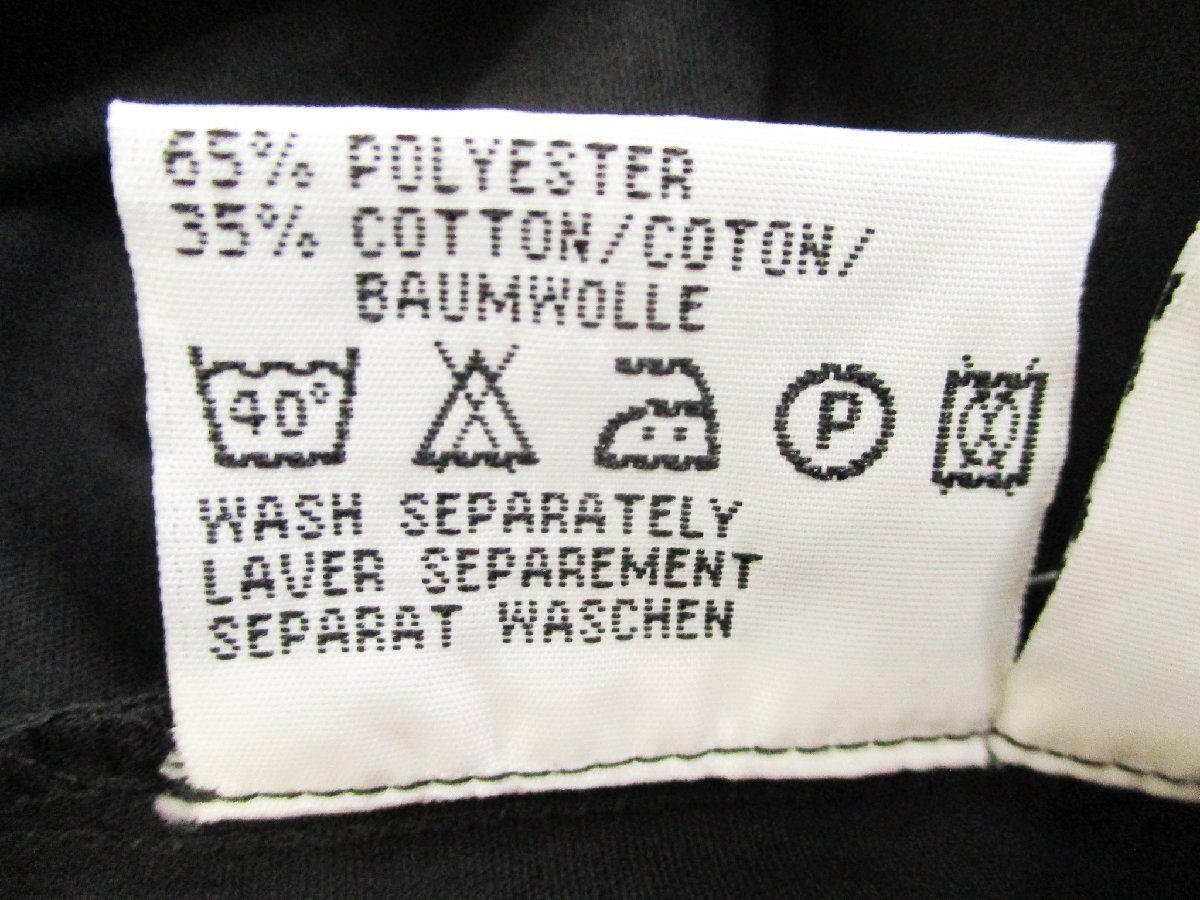 65% POLYESTER
35% COTTON/COTON/
BAUMWOLLE
40° P
WASH SEPARATELY
LAVER SEPAREMENT
SEPARAT WASCHEN